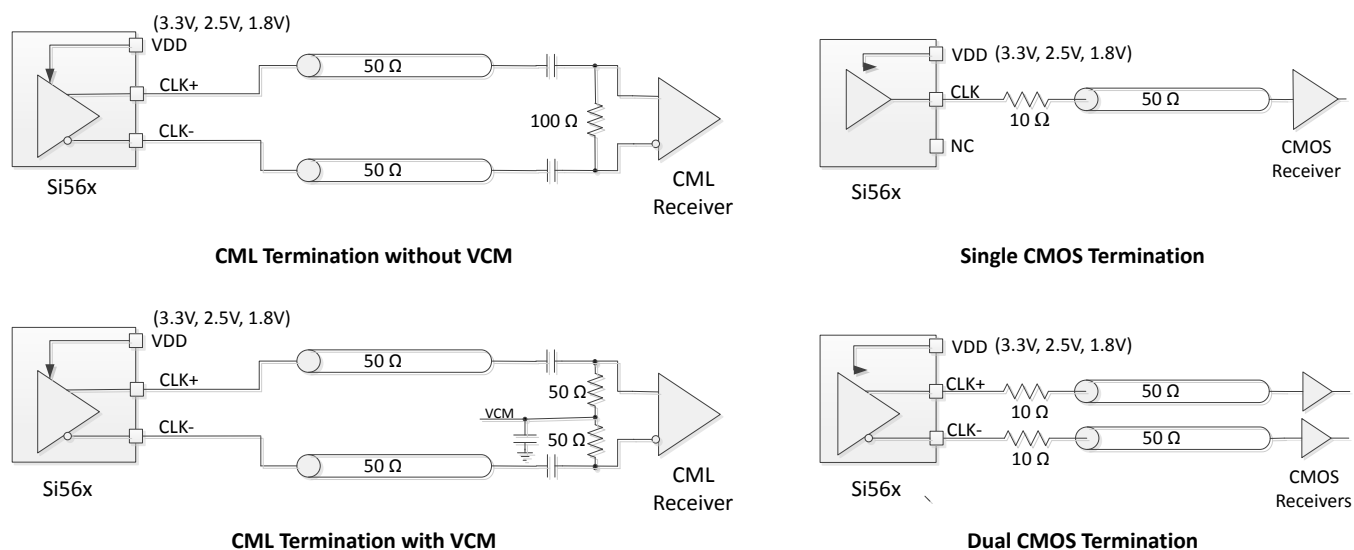 (3.3V, 2.5V, 1.8V)
VDD
CLK+
CLK-
50 Ω
50 Ω
100 Ω
Si56x
CML
Receiver
CML Termination without VCM
VDD (3.3V, 2.5V, 1.8V)
CLK
10 Ω
50 Ω
NC
Si56x
CMOS
Receiver
Single CMOS Termination
(3.3V, 2.5V, 1.8V)
VDD
CLK+
CLK-
50 Ω
50 Ω
50 Ω
VCM
50 Ω
Si56x
CML
Receiver
CML Termination with VCM
VDD (3.3V, 2.5V, 1.8V)
CLK+
10 Ω
50 Ω
CLK-
10 Ω
50 Ω
Si56x
CMOS
Receivers
Dual CMOS Termination